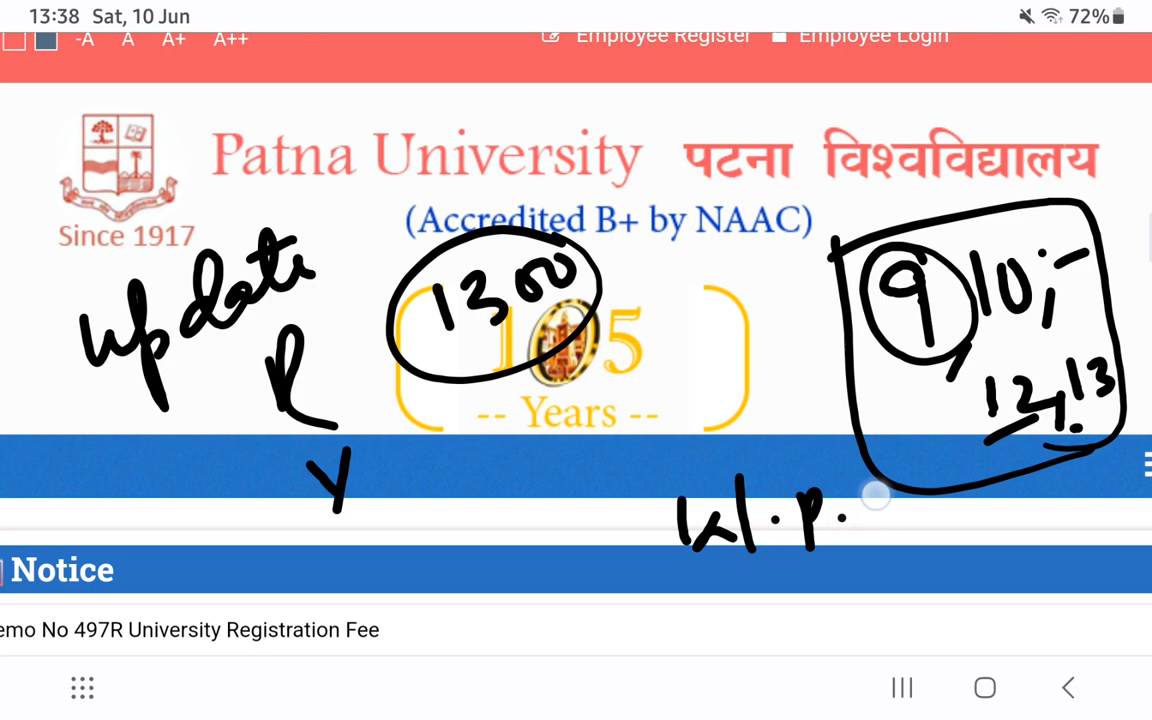 13:38 Sat, 10 Jun 72%
-A A A+ A++ Employee Register Employee Login
Patna University पटना विश्वविद्यालय
(Accredited B+ by NAAC)
Since 1917
update 1300 9, 10,-
105
12, 13
R
-- Years --
y
W.P.
Notice
emo No 497R University Registration Fee